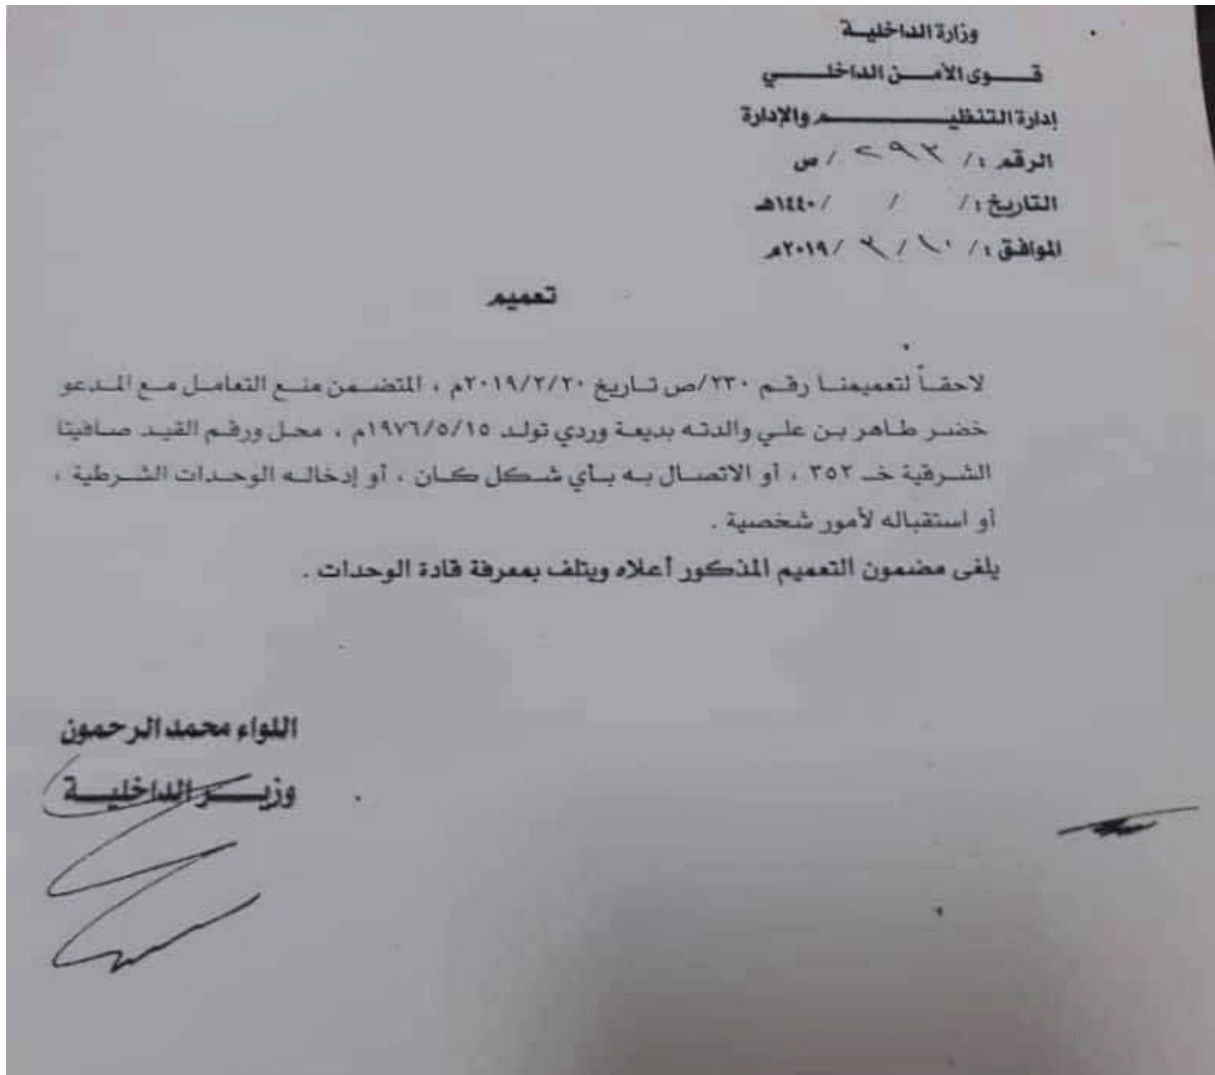 وزارة الداخلية
قوى الأمن الداخلي
إدارة التنظيم والإدارة
الرقم :/ ٢٩٣ /ص
التاريخ :/ / /١٤٤٠هـ
الموافق :/ ١٠ / ٣ /٢٠١٩م
تعميم
لاحقاً لتعميمنا رقم ٢٣٠/ص تاريخ ٢٠١٩/٢/٢٠م ، المتضمن منع التعامل مع المدعو
خضر طاهر بن علي والدته بديعة وردي تولد ١٩٧٦/٥/١٥م ، محل ورقم القيد صافيتا
الشرقية خـ ٣٥٢ ، أو الاتصال به بأي شكل كان ، أو إدخاله الوحدات الشرطية ،
أو استقباله لأمور شخصية .
يلغى مضمون التعميم المذكور أعلاه ويتلف بمعرفة قادة الوحدات .
اللواء محمد الرحمون
وزير الداخلية